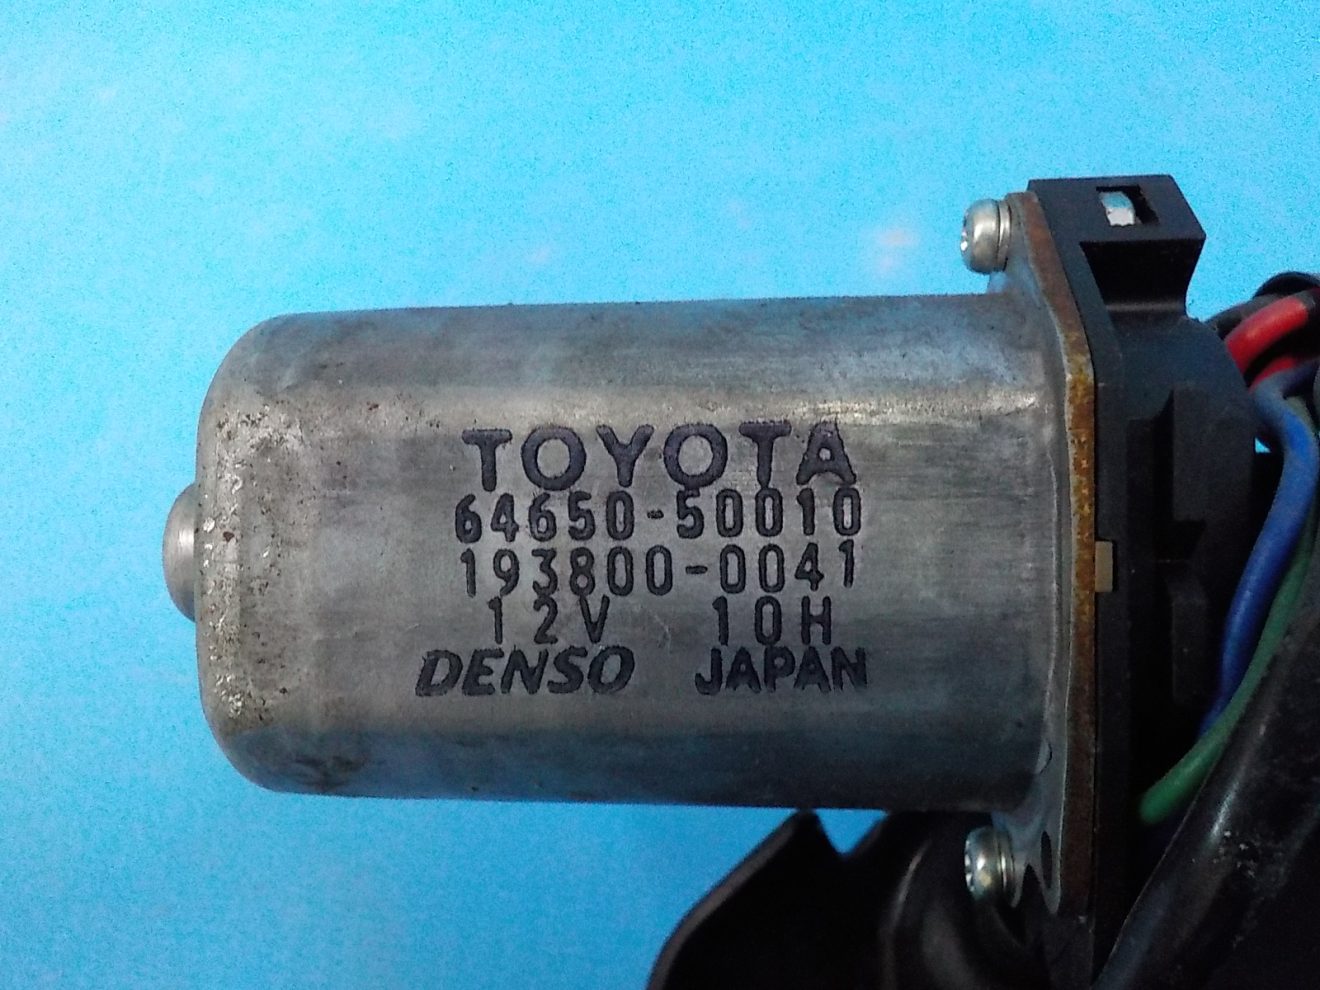 TOYOTA
64650-50010
193800-0041
12V 10H
DENSO JAPAN